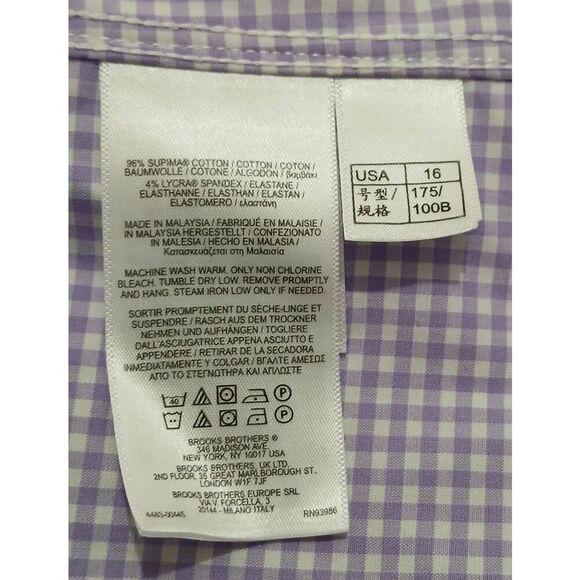 96% SUPIMA® COTTON / COTTON / COTON /
BAUMWOLLE / COTONE / ALGODON / βαμβάκι
4% LYCRA® SPANDEX / ELASTANE /
ELASTHANNE / ELASTHAN / ELASTAN /
ELASTOMERO / ελαστάνη
MADE IN MALAYSIA / FABRIQUÉ EN MALAISIE /
IN MALAYSIA HERGESTELLT / CONFEZIONATO
IN MALESIA / HECHO EN MALASIA /
Κατασκευάζεται στη Μαλαισία
MACHINE WASH WARM. ONLY NON CHLORINE
BLEACH. TUMBLE DRY LOW. REMOVE PROMPTLY
AND HANG. STEAM IRON LOW ONLY IF NEEDED.
SORTIR PROMPTEMENT DU SÈCHE-LINGE ET
SUSPENDRE / RASCH AUS DEM TROCKNER
NEHMEN UND AUFHÄNGEN / TOGLIERE
DALL'ASCIUGATRICE APPENA ASCIUTTO E
APPENDERE / RETIRAR DE LA SECADORA
INMEDIATAMENTE Y COLGAR / ΒΓΑΛΤΕ ΑΜΕΣΩΣ
ΑΠΟ ΤΟ ΣΤΕΓΝΩΤΗΡΑ ΚΑΙ ΚΡΕΜΑΣΤΕ
40 P
P
BROOKS BROTHERS ®
346 MADISON AVE.
NEW YORK, NY 10017 USA
BROOKS BROTHERS, UK LTD.
2ND FLOOR, 35 GREAT MARLBOROUGH ST.
LONDON W1F 7JF
BROOKS BROTHERS EUROPE SRL
VIA V. FORCELLA, 3
20144 - MILANO ITALY
RN93986
USA 16
号型/ 175/
规格 100B